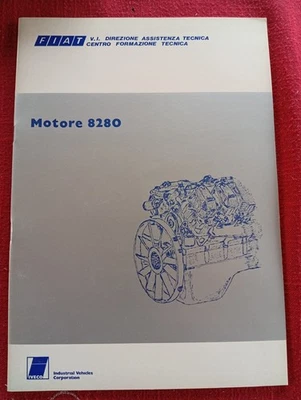 FIAT v.i. DIREZIONE ASSISTENZA TECNICA
CENTRO FORMAZIONE TECNICA
Motore 8280
IVECO Industrial Vehicles
Corporation